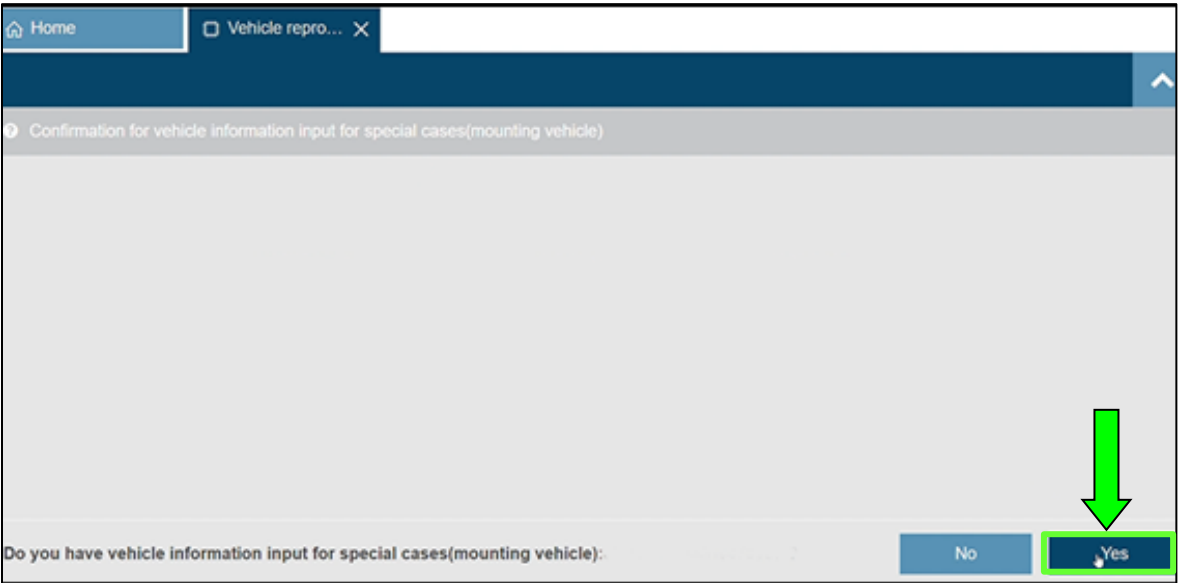 Home
Vehicle repro...
Confirmation for vehicle information input for special cases(mounting vehicle)
Do you have vehicle information input for special cases(mounting vehicle):
No
Yes